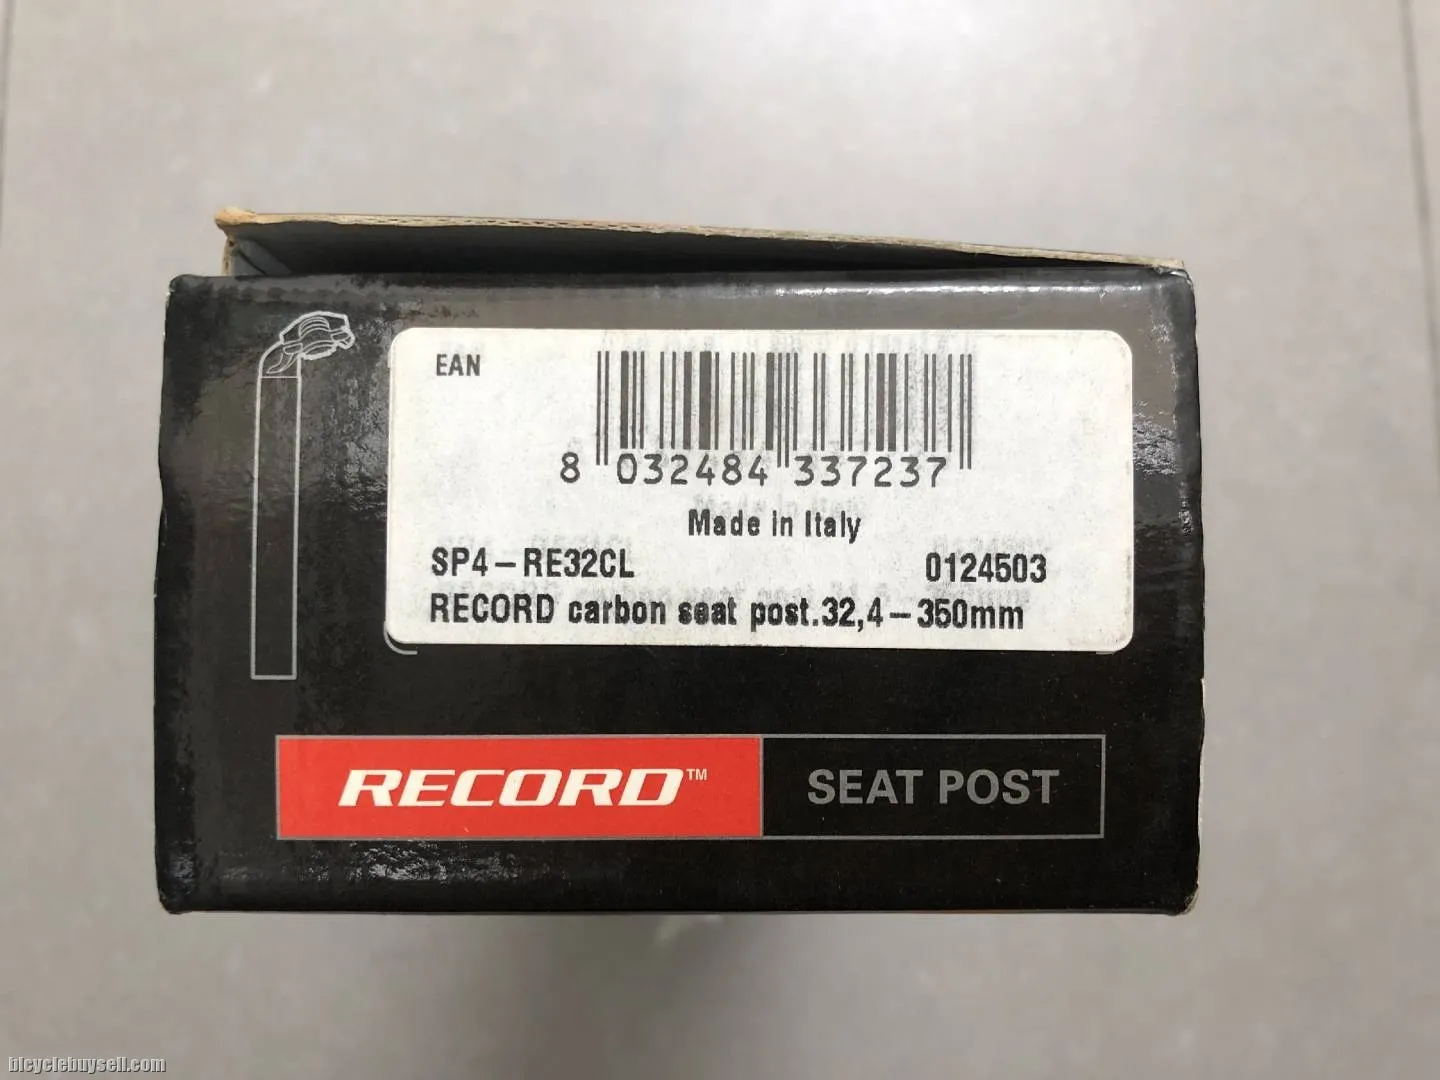 EAN
8 032484 337237
Made in Italy
SP4-RE32CL 0124503
RECORD carbon seat post.32,4-350mm
RECORD™ SEAT POST
bicyclebuysell.com